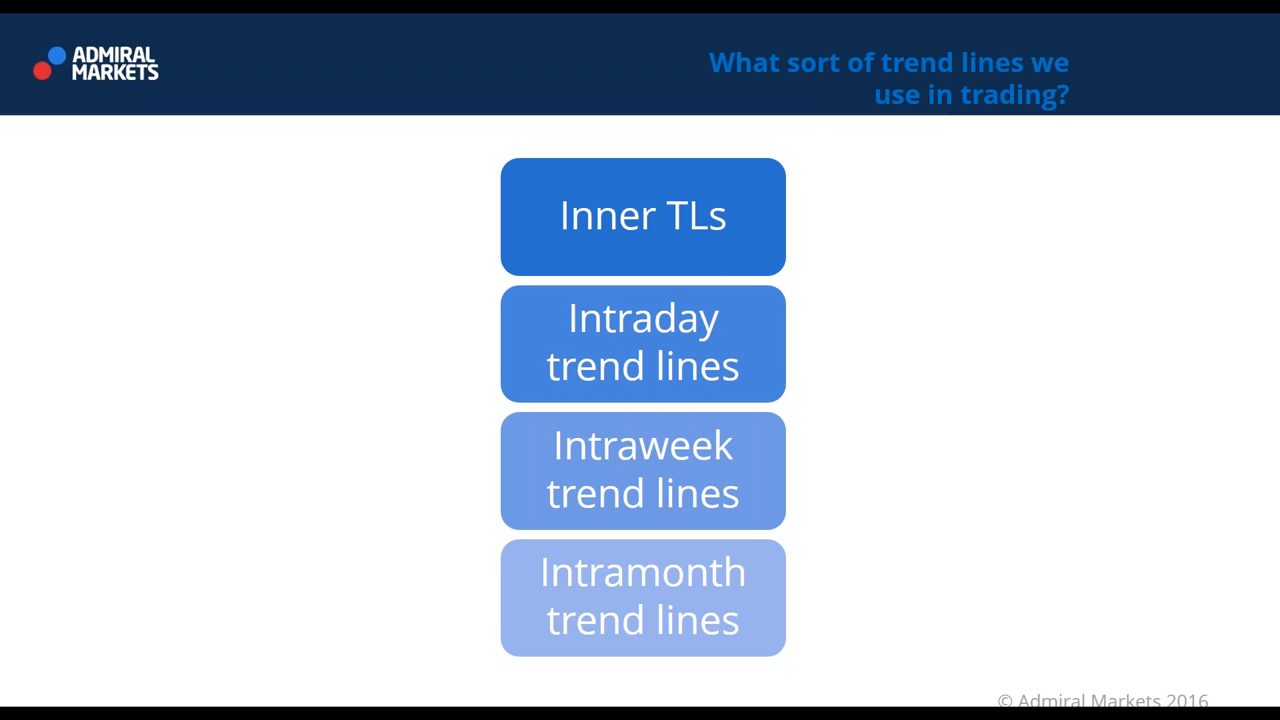 ADMIRAL
MARKETS
What sort of trend lines we
use in trading?
Inner TLs
Intraday
trend lines
Intraweek
trend lines
Intramonth
trend lines
© Admiral Markets 2016